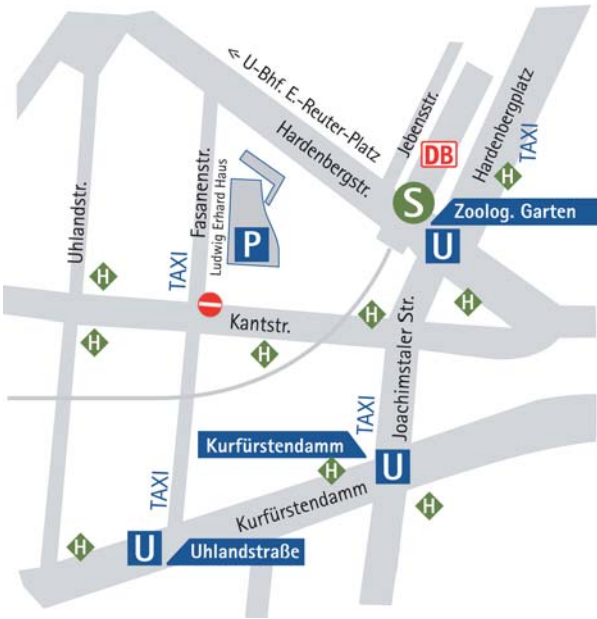 <- U-Bhf. E.-Reuter-Platz
Hardenbergstr.
Jebensstr.
Hardenbergplatz
TAXI
DB
H
S
Zoolog. Garten
U
Uhlandstr.
Fasanenstr.
Ludwig Erhard Haus
P
TAXI
H
H
H
H
Kantstr.
H
H
Joachimstaler Str.
TAXI
Kurfürstendamm
H
U
Kurfürstendamm
H
TAXI
H
U
Uhlandstraße